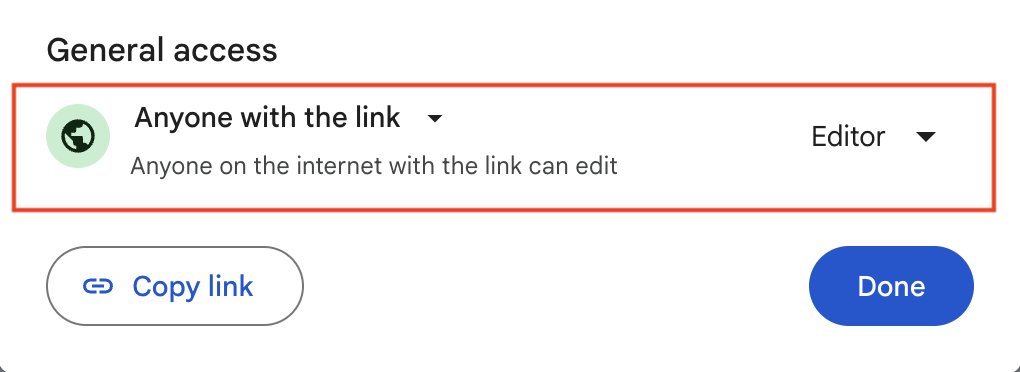 General access
Anyone with the link
Anyone on the internet with the link can edit
Editor
Copy link
Done